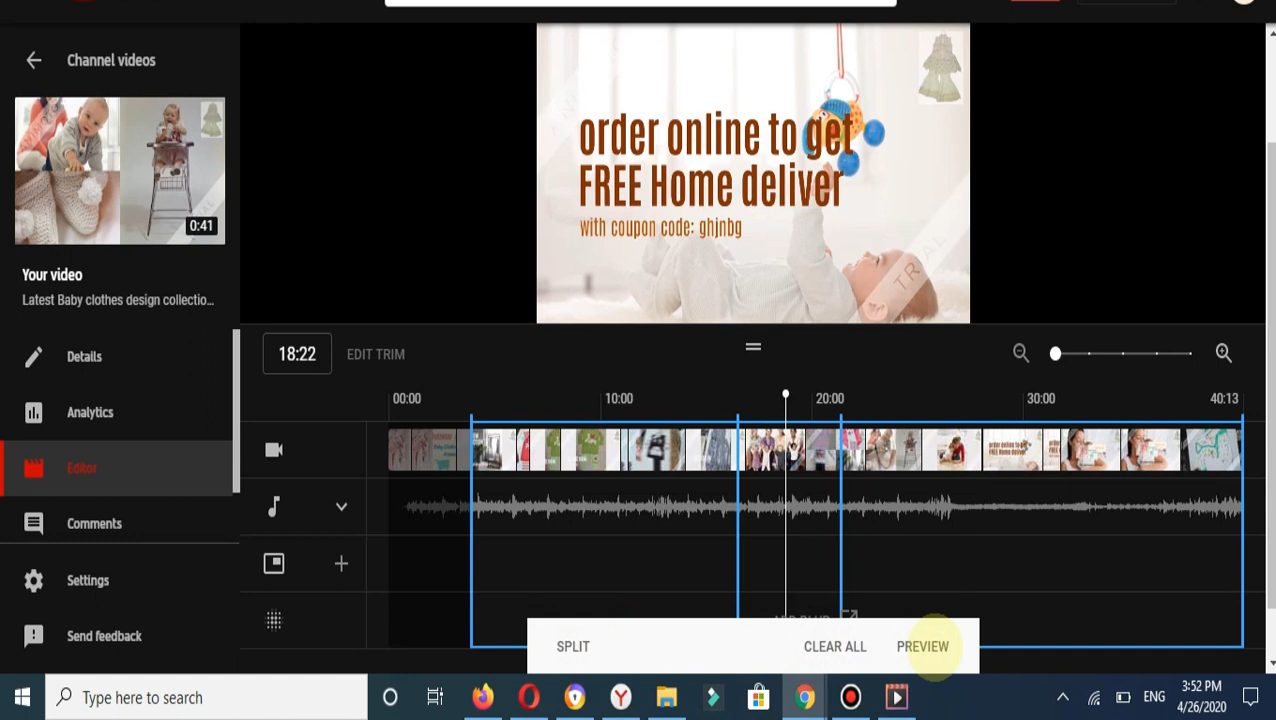 Channel videos
order online to get
FREE Home deliver
with coupon code: ghjnbg
TRIAL
0:41
Your video
Latest Baby clothes design collectio...
Details
Analytics
Editor
Comments
Settings
Send feedback
18:22
EDIT TRIM
00:00
10:00
20:00
30:00
40:13
SPLIT
CLEAR ALL
PREVIEW
Type here to search
ENG
3:52 PM
4/26/2020